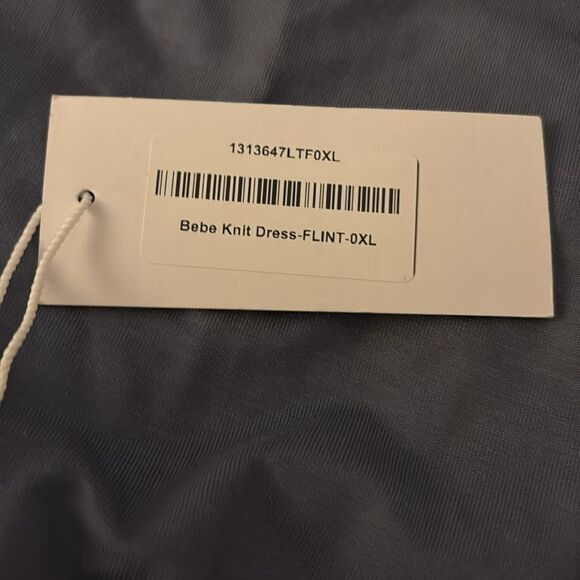 1313647LTF0XL
Bebe Knit Dress-FLINT-0XL